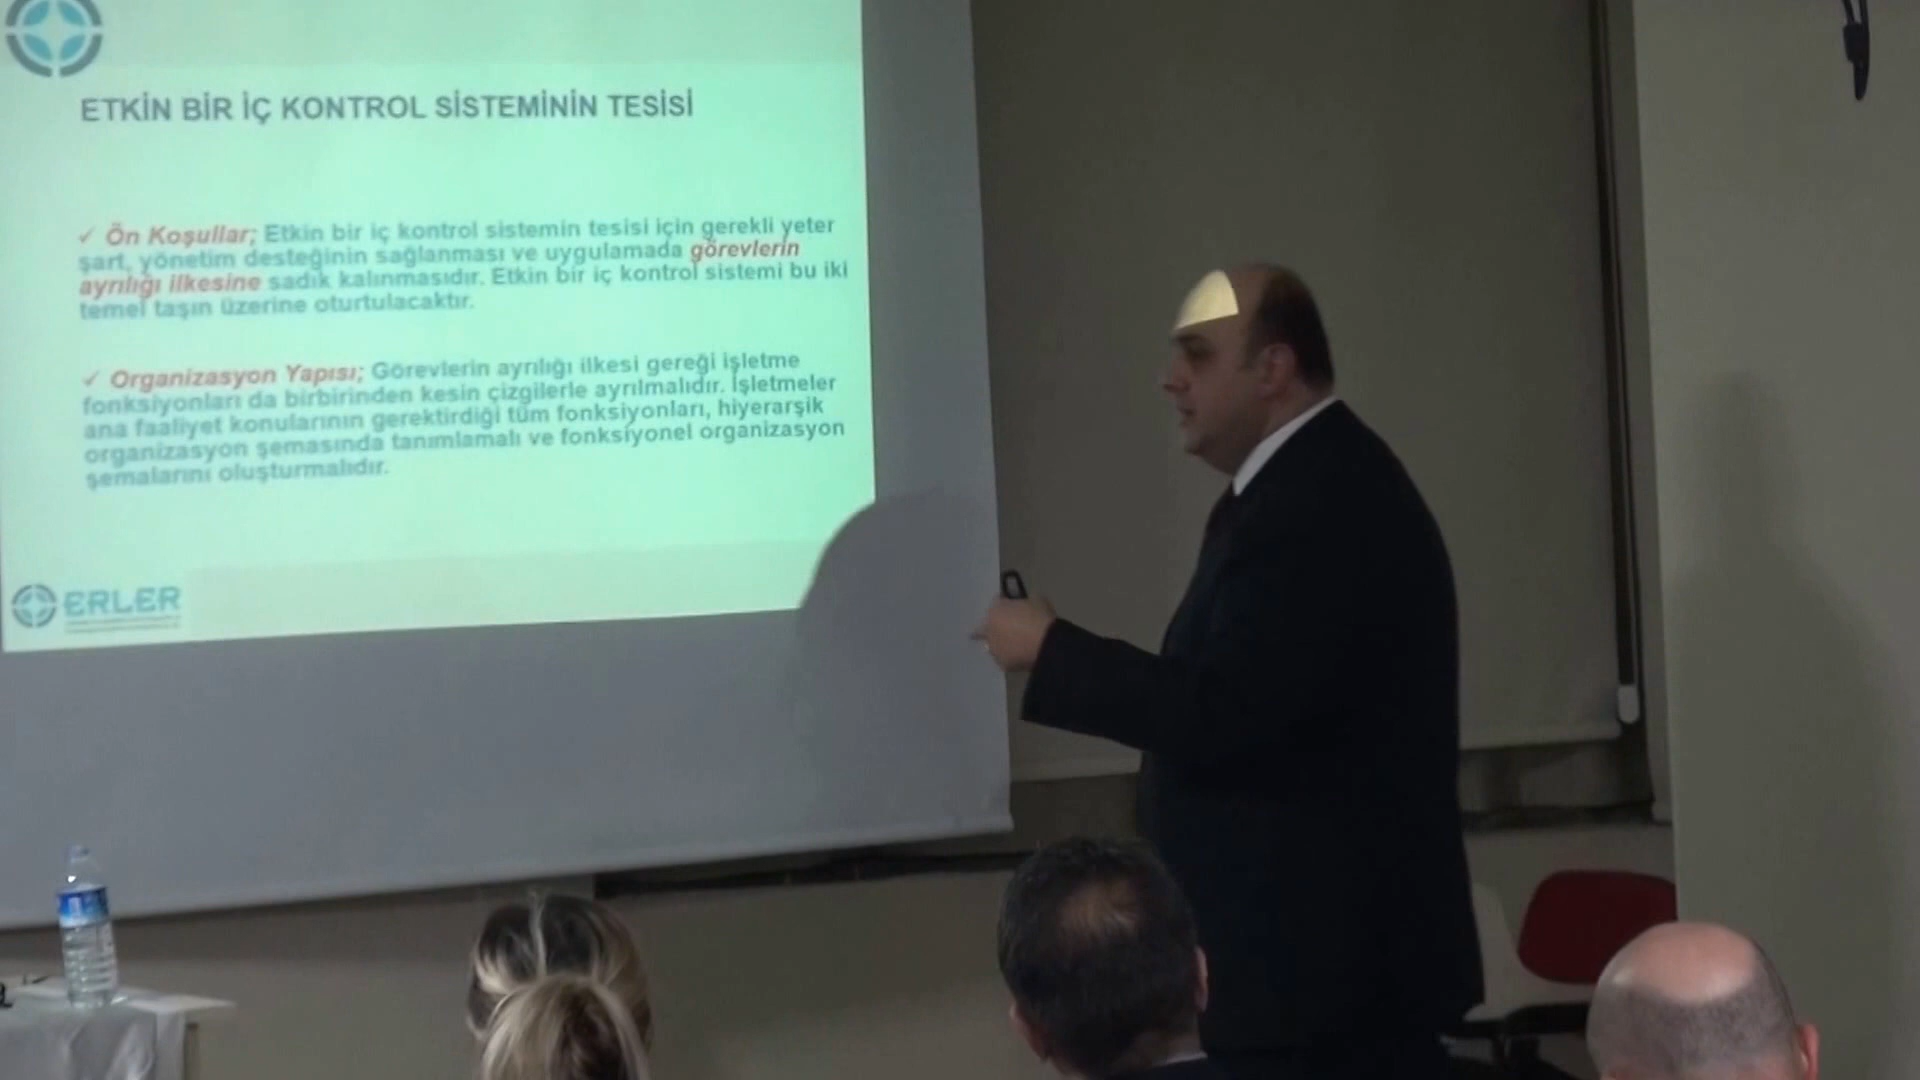 ETKİN BİR İÇ KONTROL SİSTEMİNİN TESİSİ
✓ Ön Koşullar; Etkin bir iç kontrol sistemin tesisi için gerekli yeter
şart, yönetim desteğinin sağlanması ve uygulamada görevlerin
ayrılığı ilkesine sadık kalınmasıdır. Etkin bir iç kontrol sistemi bu iki
temel taşın üzerine oturtulacaktır.
✓ Organizasyon Yapısı; Görevlerin ayrılığı ilkesi gereği işletme
fonksiyonları da birbirinden kesin çizgilerle ayrılmalıdır. İşletmeler
ana faaliyet konularının gerektirdiği tüm fonksiyonları, hiyerarşik
organizasyon şemasında tanımlamalı ve fonksiyonel organizasyon
şemalarını oluşturmalıdır.
ERLER